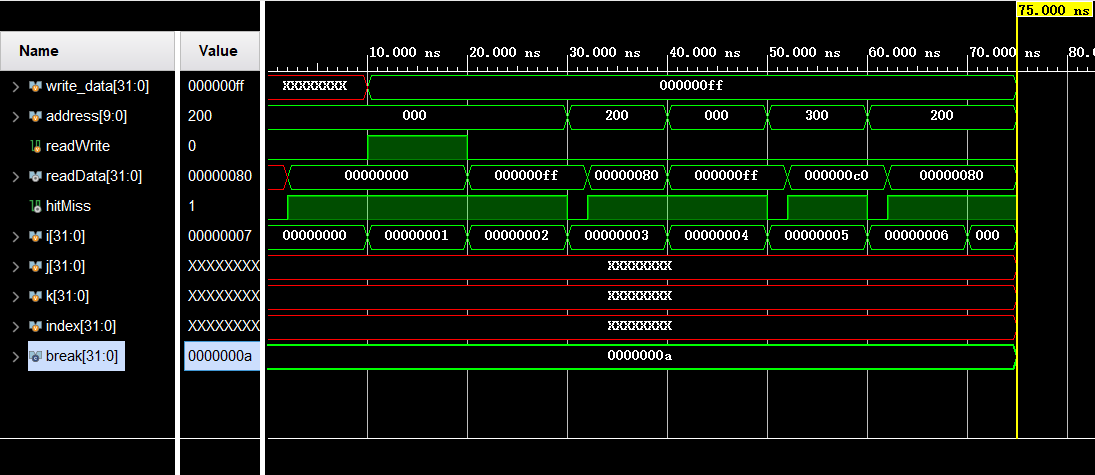 75.000 ns
Name Value
10.000 ns 20.000 ns 30.000 ns 40.000 ns 50.000 ns 60.000 ns 70.000 ns 80.0
write_data[31:0] 000000ff XXXXXXXX 000000ff
address[9:0] 200 000 200 000 300 200
readWrite 0
readData[31:0] 00000080 00000000 000000ff 00000080 000000ff 000000c0 00000080
hitMiss 1
i[31:0] 00000007 00000000 00000001 00000002 00000003 00000004 00000005 00000006 000
j[31:0] XXXXXXXX XXXXXXXX
k[31:0] XXXXXXXX XXXXXXXX
index[31:0] XXXXXXXX XXXXXXXX
break[31:0] 0000000a 0000000a